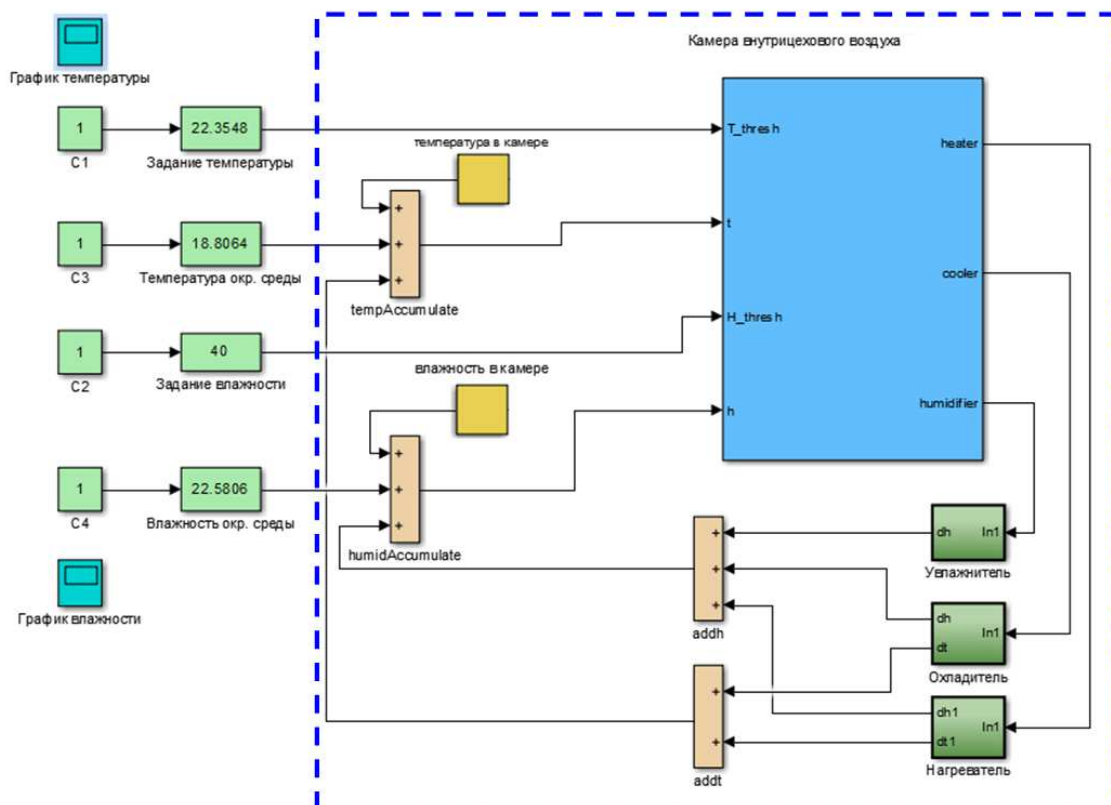 График температуры
1
C1
22.3548
Задание температуры
1
C3
18.8064
Температура окр. среды
1
C2
40
Задание влажности
1
C4
22.5806
Влажность окр. среды
График влажности
Камера внутрицехового воздуха
температура в камере
+
+
+
tempAccumulate
влажность в камере
+
+
+
humidAccumulate
T_thresh
t
H_thresh
h
heater
cooler
humidifier
+
+
+
addh
+
+
addt
dh
In1
Увлажнитель
dh
dt
In1
Охладитель
dh1
dt1
In1
Нагреватель